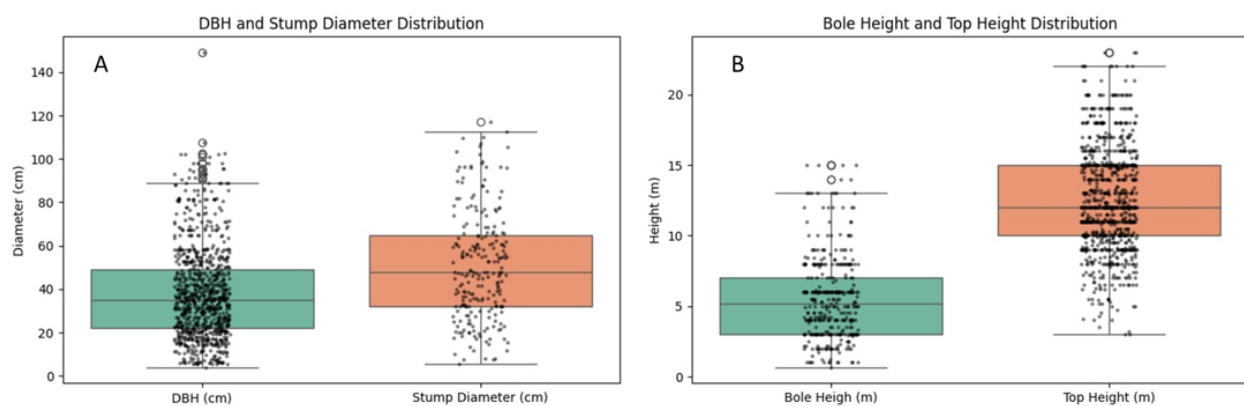 DBH and Stump Diameter Distribution
A
Diameter (cm)
140
120
100
80
60
40
20
0
DBH (cm)
Stump Diameter (cm)
Bole Height and Top Height Distribution
B
Height (m)
20
15
10
5
0
Bole Heigh (m)
Top Height (m)